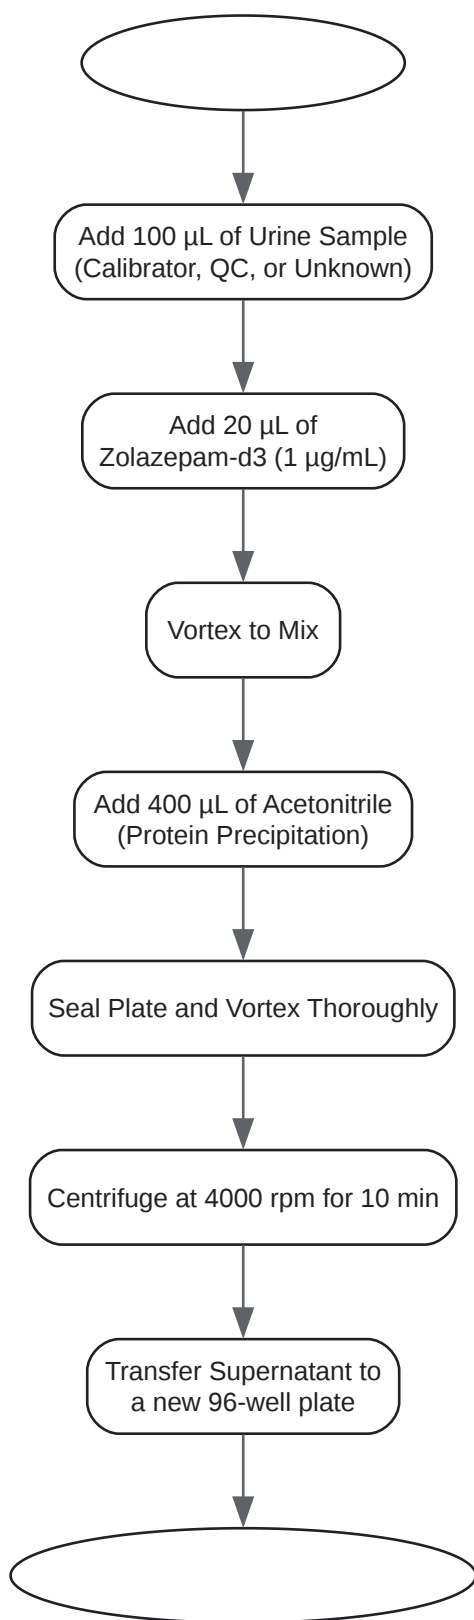 Add 100 µL of Urine Sample
(Calibrator, QC, or Unknown)
Add 20 µL of
Zolazepam-d3 (1 µg/mL)
Vortex to Mix
Add 400 µL of Acetonitrile
(Protein Precipitation)
Seal Plate and Vortex Thoroughly
Centrifuge at 4000 rpm for 10 min
Transfer Supernatant to
a new 96-well plate